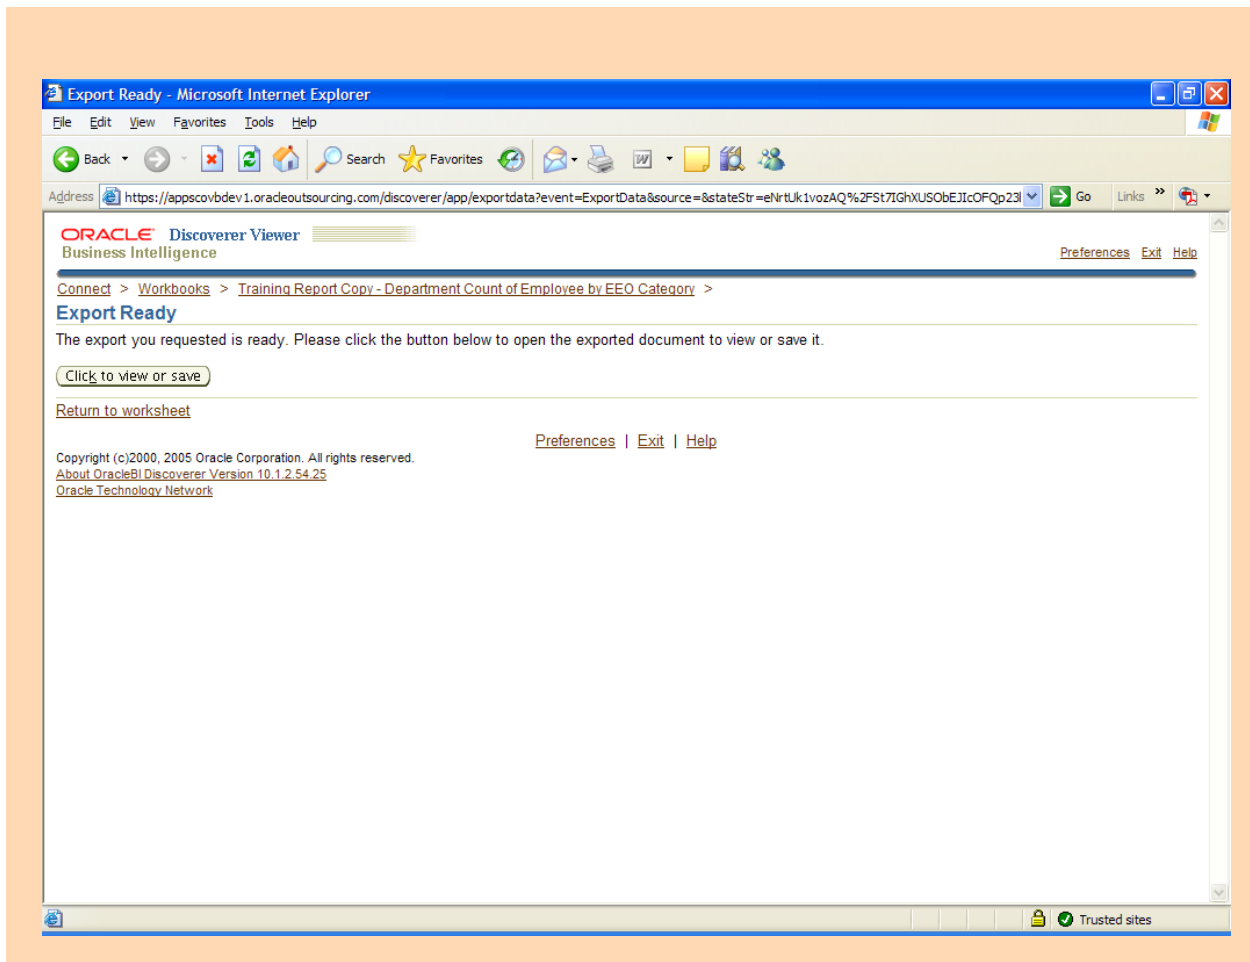 Export Ready - Microsoft Internet Explorer
File Edit View Favorites Tools Help
Back Search Favorites
Address https://appscovbdev1.oracleoutsourcing.com/discoverer/app/exportdata?event=ExportData&source=&stateStr=eNrtUk1vozAQ%2FSt7IGhXUSObEJIcOFQp23l Go Links »
ORACLE Discoverer Viewer
Business Intelligence
Preferences Exit Help
Connect > Workbooks > Training Report Copy - Department Count of Employee by EEO Category >
Export Ready
The export you requested is ready. Please click the button below to open the exported document to view or save it.
Click to view or save
Return to worksheet
Preferences | Exit | Help
Copyright (c)2000, 2005 Oracle Corporation. All rights reserved.
About OracleBI Discoverer Version 10.1.2.54.25
Oracle Technology Network
Trusted sites